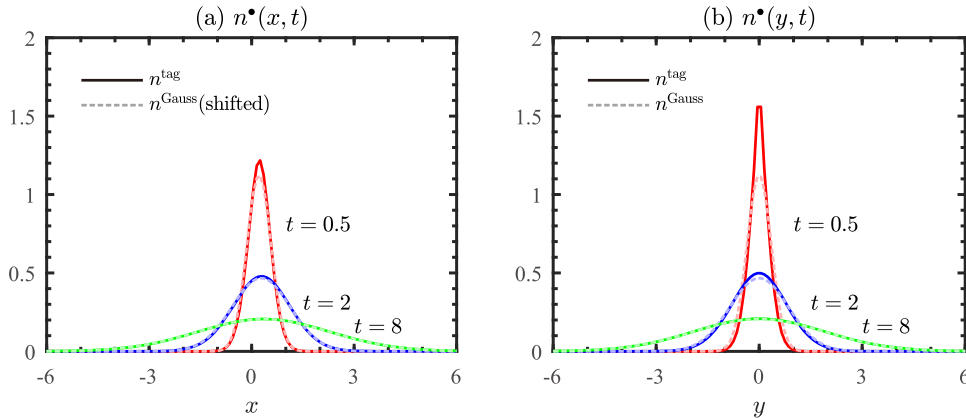 (a) n•(x, t)
2
1.5
1
0.5
0
n^tag
n^Gauss(shifted)
t = 0.5
t = 2
t = 8
-6 -3 0 3 6
x
(b) n•(y, t)
2
1.5
1
0.5
0
n^tag
n^Gauss
t = 0.5
t = 2
t = 8
-6 -3 0 3 6
y